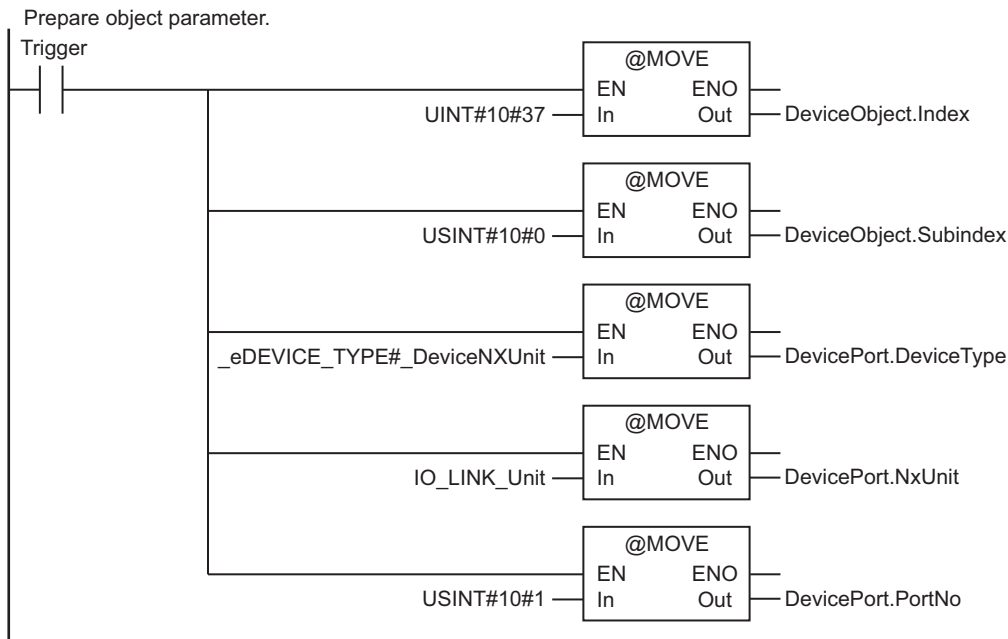 Prepare object parameter.
Trigger
@MOVE
EN ENO
UINT#10#37 In Out DeviceObject.Index
@MOVE
EN ENO
USINT#10#0 In Out DeviceObject.Subindex
@MOVE
EN ENO
_eDEVICE_TYPE#_DeviceNXUnit In Out DevicePort.DeviceType
@MOVE
EN ENO
IO_LINK_Unit In Out DevicePort.NxUnit
@MOVE
EN ENO
USINT#10#1 In Out DevicePort.PortNo